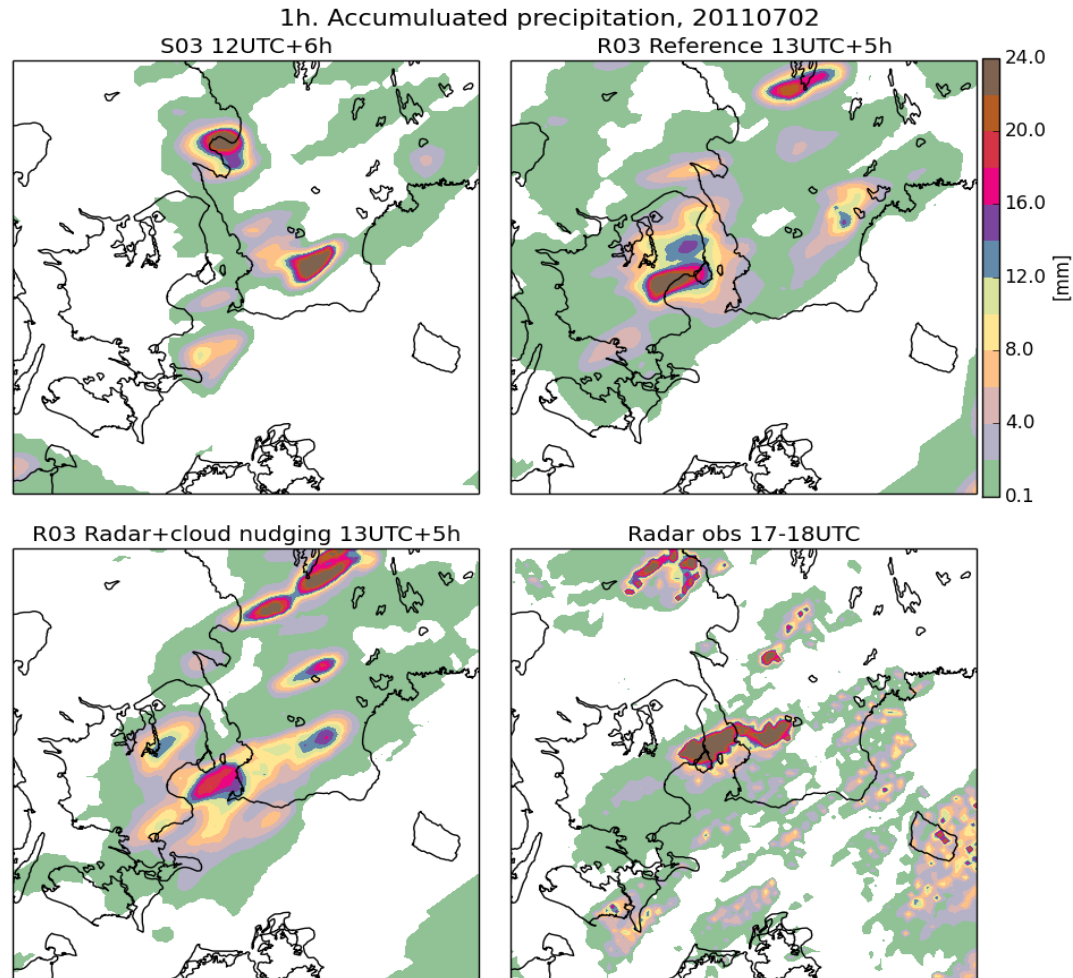 1h. Accumuluated precipitation, 20110702
S03 12UTC+6h
R03 Reference 13UTC+5h
24.0
20.0
16.0
12.0
8.0
4.0
0.1
[mm]
R03 Radar+cloud nudging 13UTC+5h
Radar obs 17-18UTC